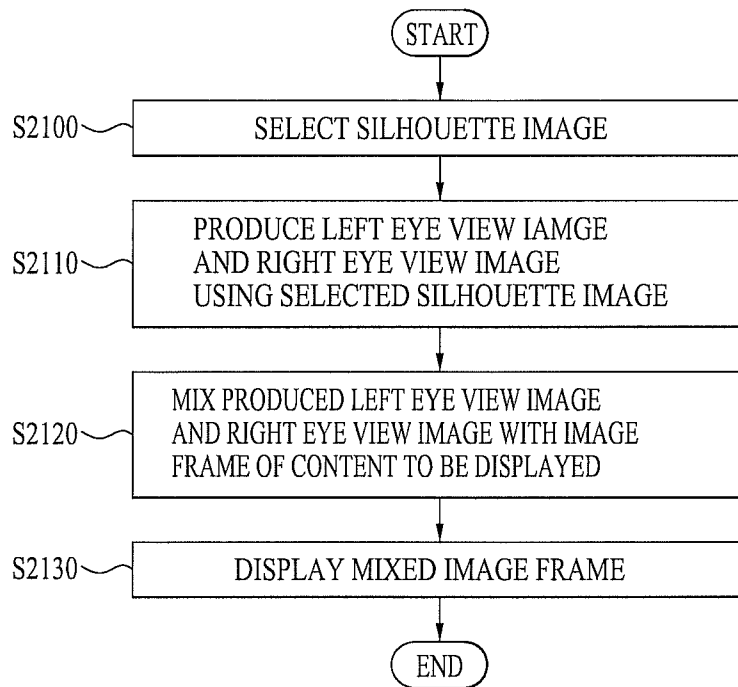 START
S2100
SELECT SILHOUETTE IMAGE
S2110
PRODUCE LEFT EYE VIEW IAMGE
AND RIGHT EYE VIEW IMAGE
USING SELECTED SILHOUETTE IMAGE
S2120
MIX PRODUCED LEFT EYE VIEW IMAGE
AND RIGHT EYE VIEW IMAGE WITH IMAGE
FRAME OF CONTENT TO BE DISPLAYED
S2130
DISPLAY MIXED IMAGE FRAME
END